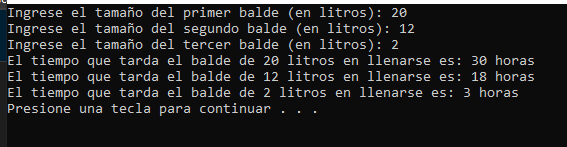 Ingrese el tamaño del primer balde (en litros): 20
Ingrese el tamaño del segundo balde (en litros): 12
Ingrese el tamaño del tercer balde (en litros): 2
El tiempo que tarda el balde de 20 litros en llenarse es: 30 horas
El tiempo que tarda el balde de 12 litros en llenarse es: 18 horas
El tiempo que tarda el balde de 2 litros en llenarse es: 3 horas
Presione una tecla para continuar . . .